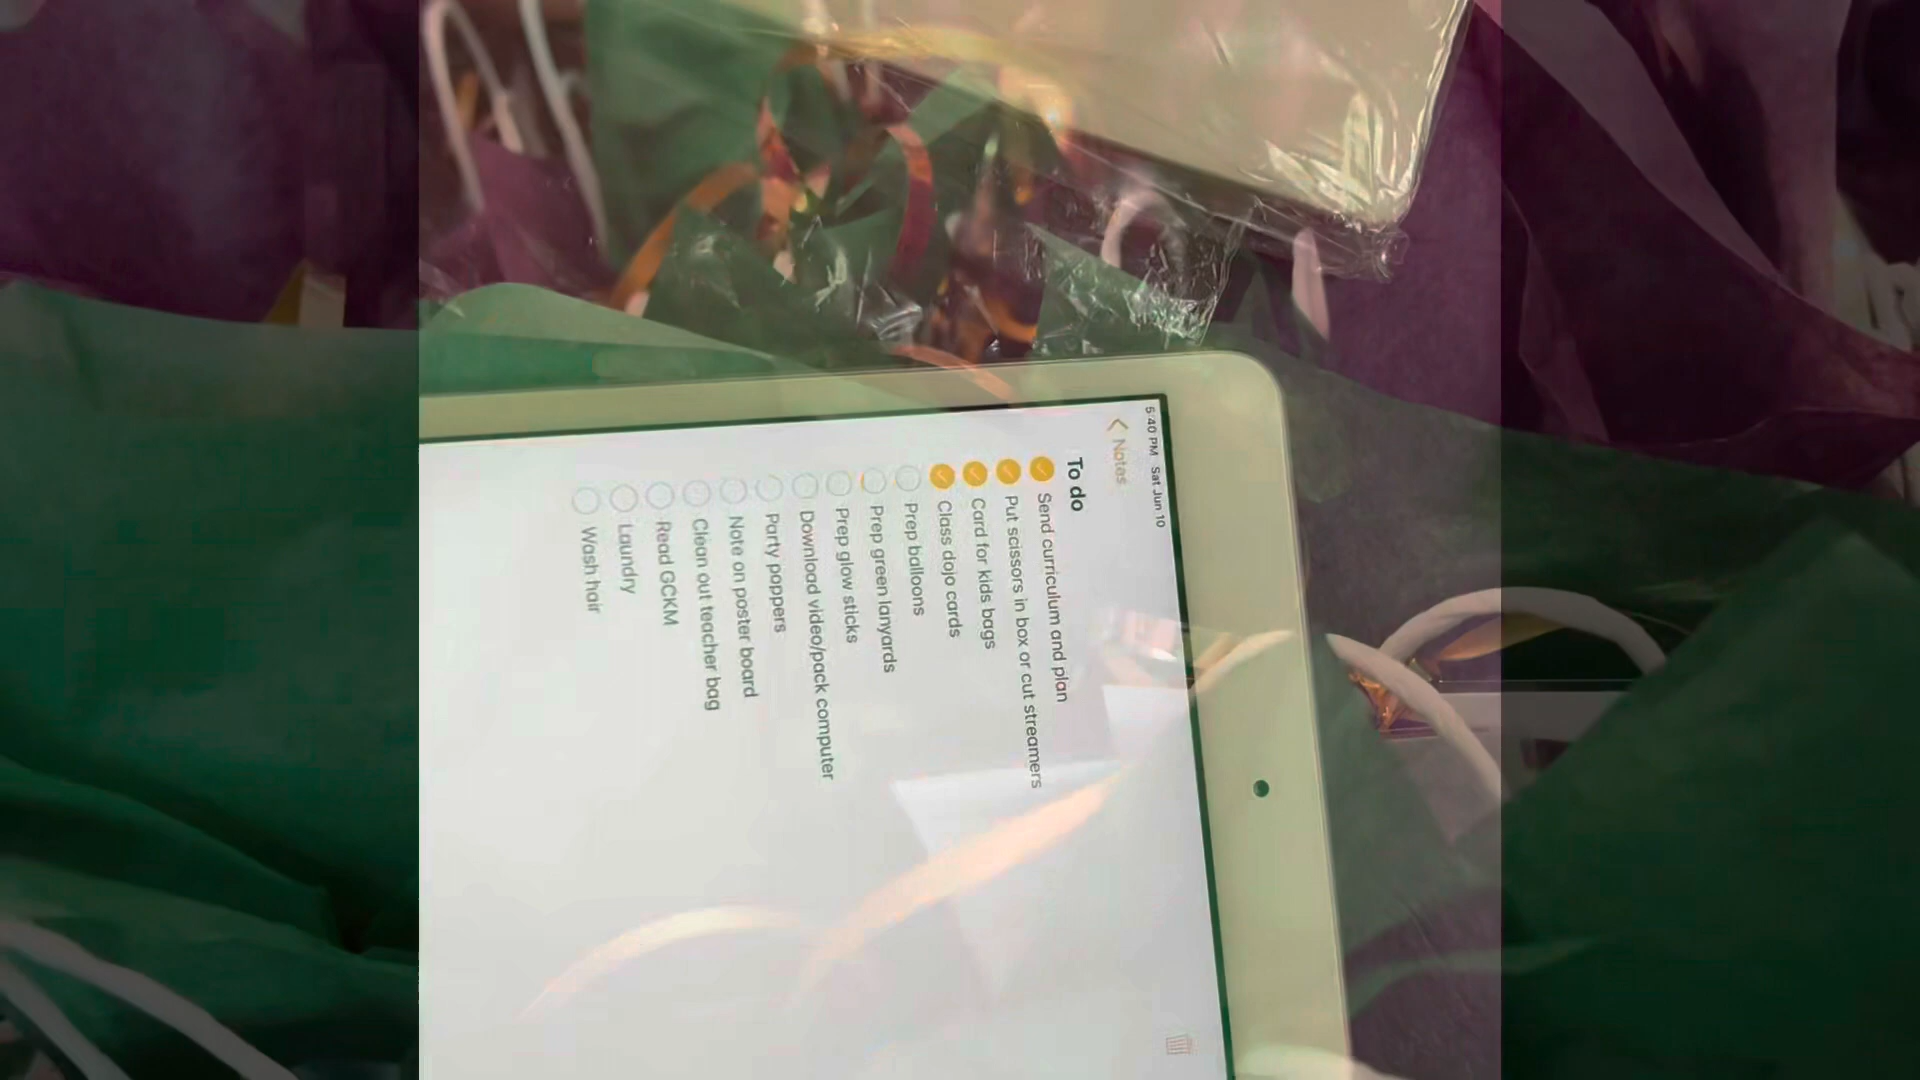 5:40 PM Sat Jun 10
Notes
To do
Send curriculum and plan
Put scissors in box or cut streamers
Card for kids bags
Class dojo cards
Prep balloons
Prep green lanyards
Prep glow sticks
Download video/pack computer
Party poppers
Note on poster board
Clean out teacher bag
Read GCKM
Laundry
Wash hair